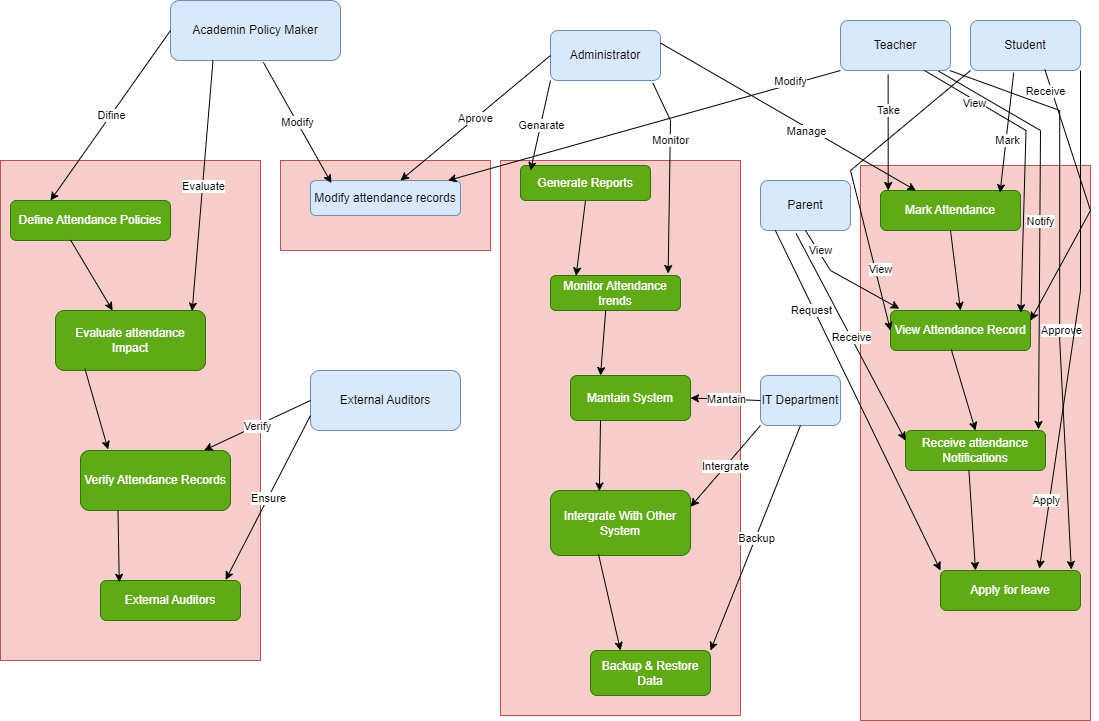 Academin Policy Maker
Administrator
Teacher
Student
Difine
Modify
Evaluate
Aprove
Genarate
Monitor
Modify
Manage
Take
View
Receive
Mark
Define Attendance Policies
Modify attendance records
Generate Reports
Parent
Mark Attendance
Notify
View
View
Evaluate attendance
Impact
Monitor Attendance
trends
Request
Receive
View Attendance Record
Approve
External Auditors
Mantain System
Mantain
IT Department
Verify
Verify Attendance Records
Ensure
Intergrate
Receive attendance
Notifications
Intergrate With Other
System
Backup
Apply
External Auditors
Apply for leave
Backup & Restore
Data